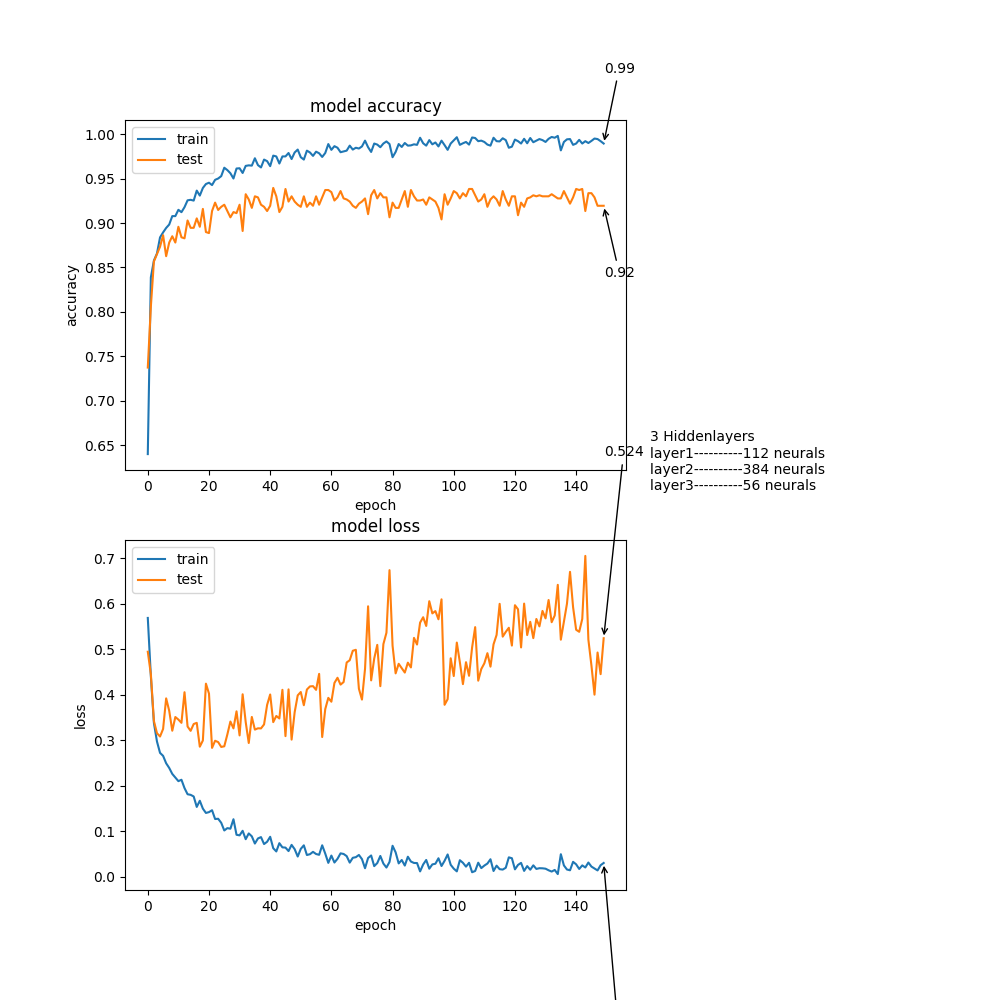 0.99
model accuracy
train
test
1.00
0.95
0.90
0.85
0.80
0.75
0.70
0.65
accuracy
0.92
0 20 40 60 80 100 120 140
epoch
0.524
3 Hiddenlayers
layer1----------112 neurals
layer2----------384 neurals
layer3----------56 neurals
model loss
train
test
0.7
0.6
0.5
0.4
0.3
0.2
0.1
0.0
loss
0 20 40 60 80 100 120 140
epoch